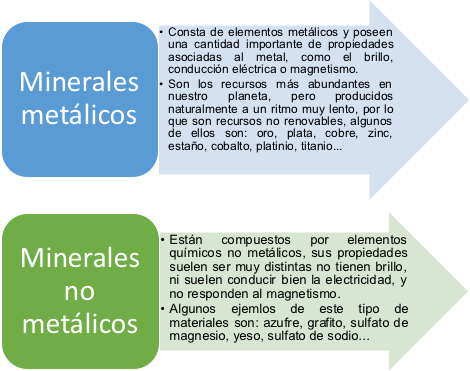 Minerales
metálicos
• Consta de elementos metálicos y poseen
una cantidad importante de propiedades
asociadas al metal, como el brillo,
conducción eléctrica o magnetismo.
• Son los recursos más abundantes en
nuestro planeta, pero producidos
naturalmente a un ritmo muy lento, por lo
que son recursos no renovables, algunos
de ellos son: oro, plata, cobre, zinc,
estaño, cobalto, platinio, titanio...
Minerales
no
metálicos
• Están compuestos por elementos
químicos no metálicos, sus propiedades
suelen ser muy distintas no tienen brillo,
ni suelen conducir bien la electricidad, y
no responden al magnetismo.
• Algunos ejemlos de este tipo de
materiales son: azufre, grafito, sulfato de
magnesio, yeso, sulfato de sodio...